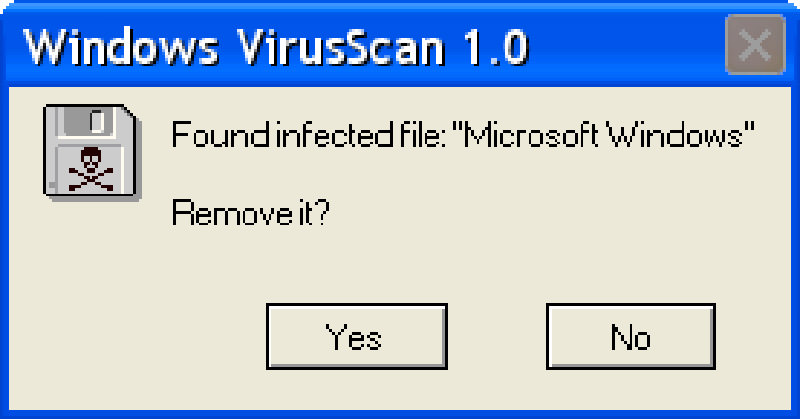 Windows VirusScan 1.0
Found infected file: "Microsoft Windows"
Remove it?
Yes
No